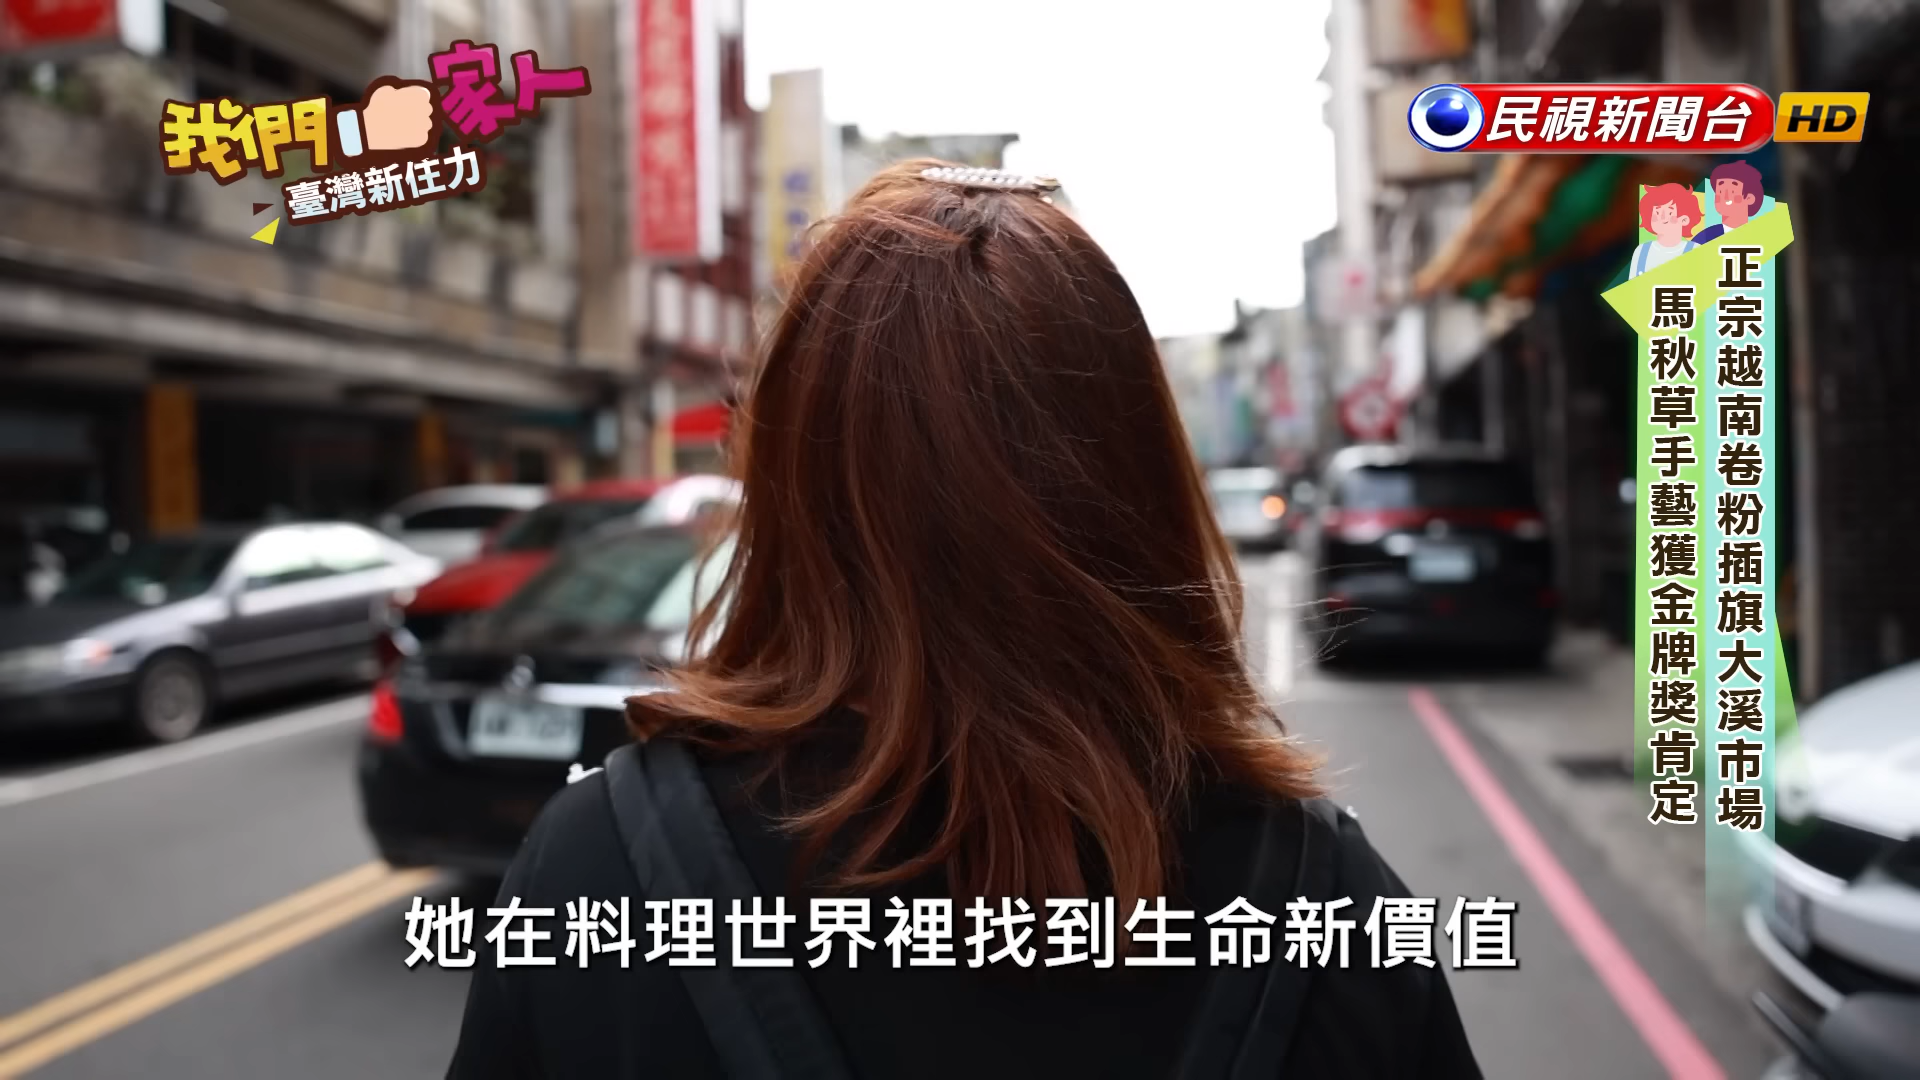 我們 家人
臺灣新住力
民視新聞台 HD
正宗越南卷粉插旗大溪市場
馬秋草手藝獲金牌獎肯定
她在料理世界裡找到生命新價值